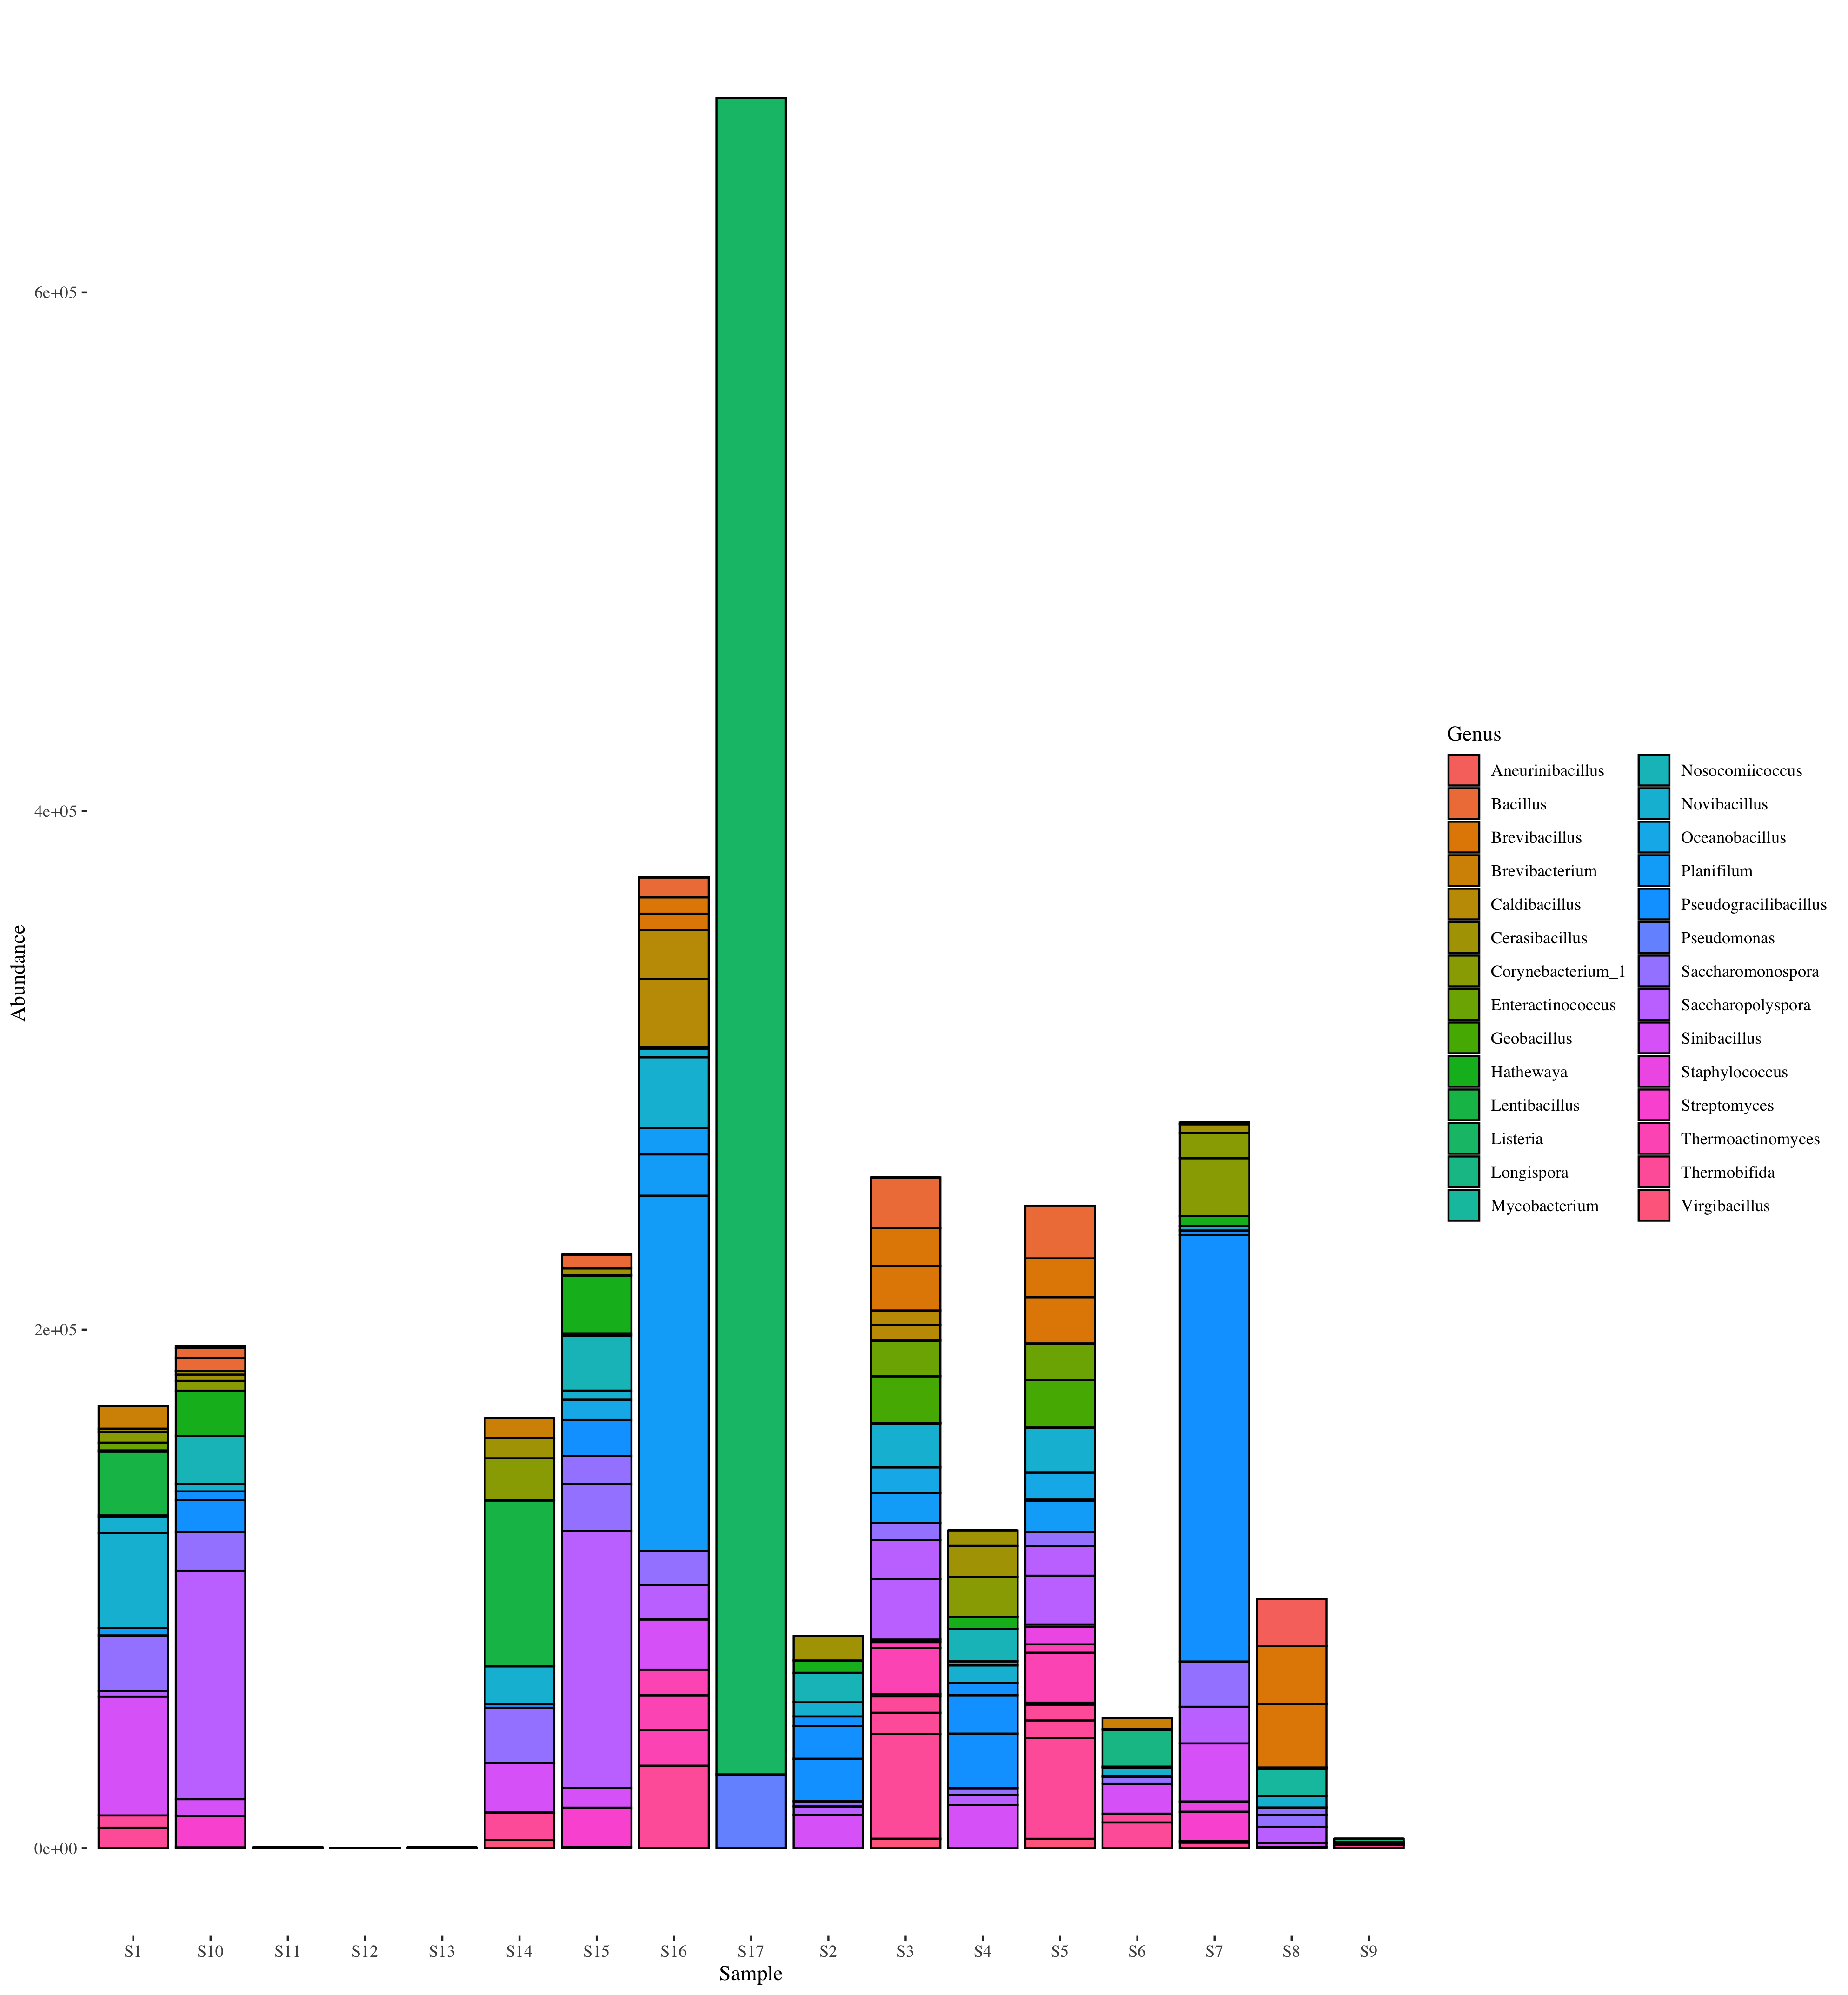 6e+05
4e+05
2e+05
0e+00
Abundance
S1 S10 S11 S12 S13 S14 S15 S16 S17 S2 S3 S4 S5 S6 S7 S8 S9
Sample
Genus
Aneurinibacillus
Bacillus
Brevibacillus
Brevibacterium
Caldibacillus
Cerasibacillus
Corynebacterium_1
Enteractinococcus
Geobacillus
Hathewaya
Lentibacillus
Listeria
Longispora
Mycobacterium
Nosocomiicoccus
Novibacillus
Oceanobacillus
Planifilum
Pseudogracilibacillus
Pseudomonas
Saccharomonospora
Saccharopolyspora
Sinibacillus
Staphylococcus
Streptomyces
Thermoactinomyces
Thermobifida
Virgibacillus